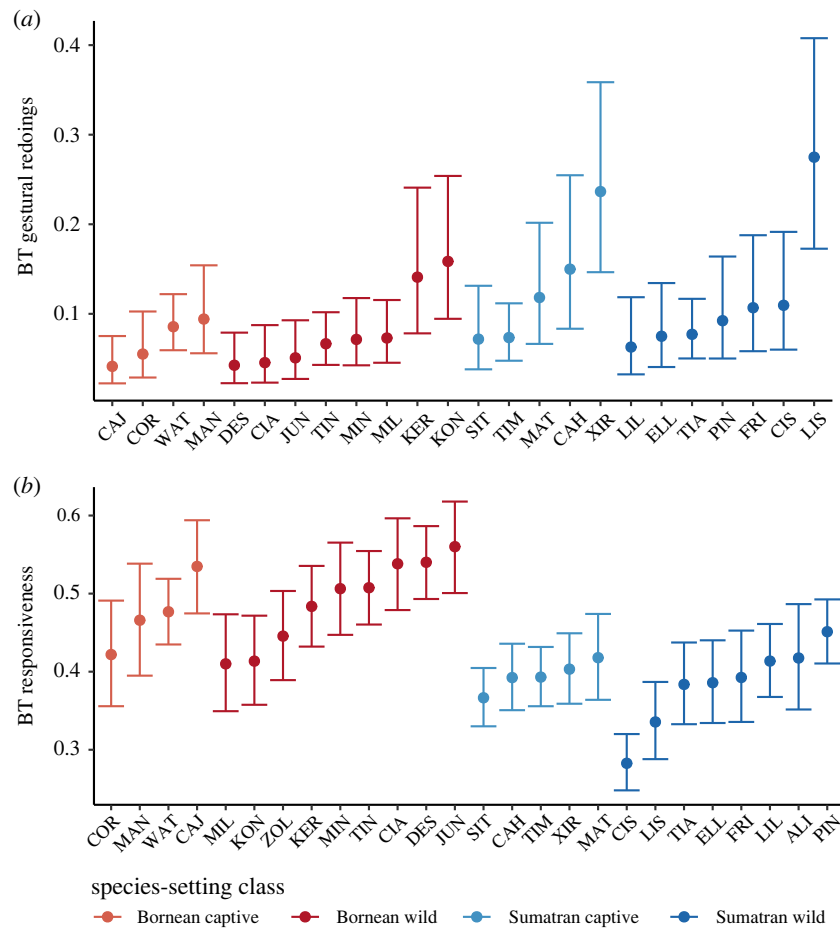 (a)
BT gestural redoings
0.4
0.3
0.2
0.1
CAJ COR WAT MAN DES CIA JUN TIN MIN MIL KER KON SIT TIM MAT CAH XIR LIL ELL TIA PIN FRI CIS LIS
(b)
BT responsiveness
0.6
0.5
0.4
0.3
COR MAN WAT CAJ MIL KON ZOL KER MIN TIN CIA DES JUN SIT CAH TIM XIR MAT CIS LIS TIA ELL FRI LIL ALI PIN
species-setting class
Bornean captive Bornean wild Sumatran captive Sumatran wild